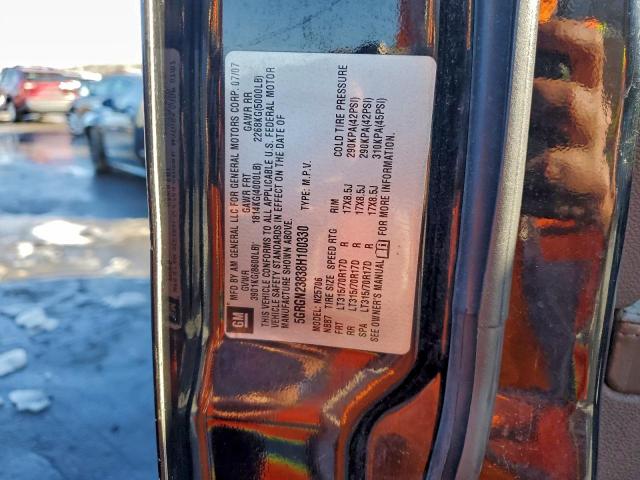 GM
MFD BY AM GENERAL LLC FOR GENERAL MOTORS CORP. 07/07
GVWR GAWR FRT GAWR RR
3901KG(8600LB) 1814KG(4000LB) 2268KG(5000LB)
THIS VEHICLE CONFORMS TO ALL APPLICABLE U.S. FEDERAL MOTOR
VEHICLE SAFETY STANDARDS IN EFFECT ON THE DATE OF
MANUFACTURE SHOWN ABOVE.
5GRGN23838H100330 TYPE: M.P.V.
MODEL: N25706
N8B7 TIRE SIZE SPEED RTG RIM COLD TIRE PRESSURE
FRT LT315/70R17D R 17X8.5J 290KPA(42PSI)
RR LT315/70R17D R 17X8.5J 290KPA(42PSI)
SPA LT315/70R17D R 17X8.5J 310KPA(45PSI)
SEE OWNER'S MANUAL FOR MORE INFORMATION.